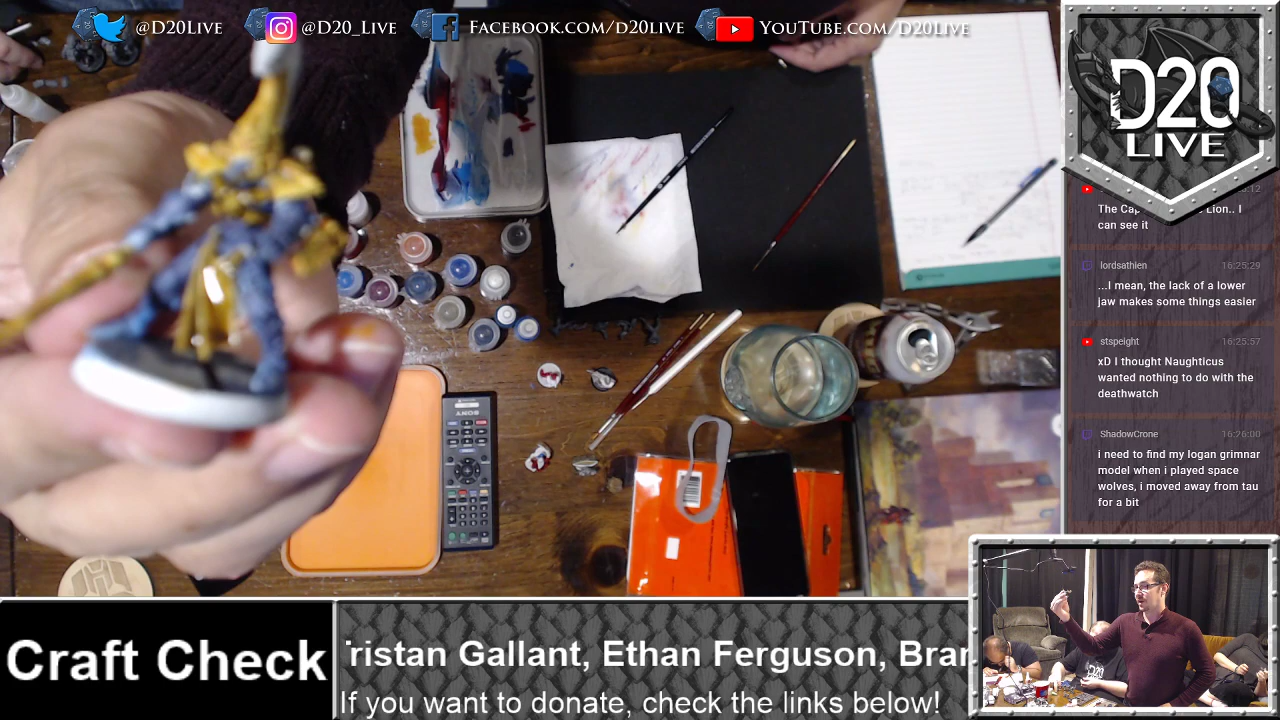 @D20Live
@D20_Live
Facebook.com/D20Live
YouTube.com/D20Live
D20
LIVE
I can see it
lordsathien 16:25:29
...I mean, the lack of a lower
jaw makes some things easier
stspeight 16:25:57
xD I thought Naughticus
wanted nothing to do with the
deathwatch
ShadowCrone 16:26:00
i need to find my logan grimnar
model when i played space
wolves, i moved away from tau
for a bit
SONY
Craft Check
ristan Gallant, Ethan Ferguson, Bra
If you want to donate, check the links below!